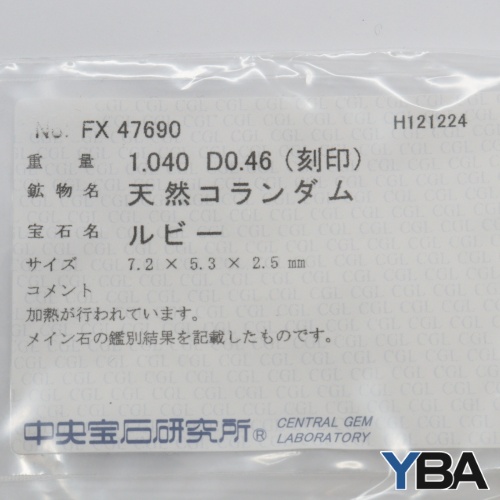 No. FX 47690 H121224
重量 1.040 D0.46 (刻印)
鉱物名 天然コランダム
宝石名 ルビー
サイズ 7.2 × 5.3 × 2.5 mm
コメント
加熱が行われています。
メイン石の鑑別結果を記載したものです。
中央宝石研究所® CENTRAL GEM
LABORATORY
YBA